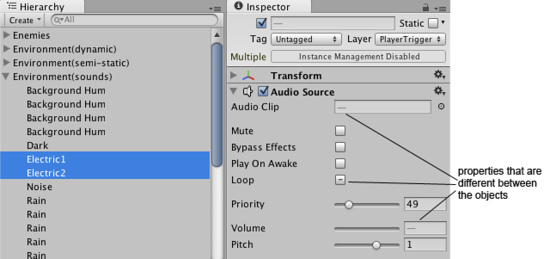 Hierarchy
Create All
Enemies
Environment(dynamic)
Environment(semi-static)
Environment(sounds)
Background Hum
Background Hum
Background Hum
Background Hum
Dark
Electric1
Electric2
Noise
Rain
Rain
Rain
Rain
Rain
Inspector
— Static
Tag Untagged Layer PlayerTrigger
Multiple Instance Management Disabled
Transform
Audio Source
Audio Clip —
Mute
Bypass Effects
Play On Awake
Loop
Priority 49
Volume —
Pitch 1
properties that are
different between
the objects